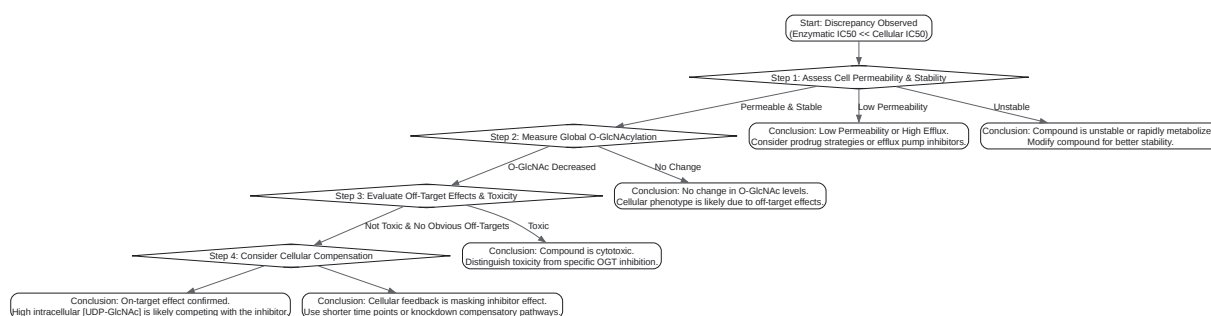 Start: Discrepancy Observed
(Enzymatic IC50 << Cellular IC50)
Step 1: Assess Cell Permeability & Stability
Permeable & Stable
Low Permeability
Unstable
Step 2: Measure Global O-GlcNAcylation
Conclusion: Low Permeability or High Efflux.
Consider prodrug strategies or efflux pump inhibitors.
Conclusion: Compound is unstable or rapidly metabolize
Modify compound for better stability.
O-GlcNAc Decreased
No Change
Step 3: Evaluate Off-Target Effects & Toxicity
Conclusion: No change in O-GlcNAc levels.
Cellular phenotype is likely due to off-target effects.
Not Toxic & No Obvious Off-Targets
Toxic
Step 4: Consider Cellular Compensation
Conclusion: Compound is cytotoxic.
Distinguish toxicity from specific OGT inhibition.
Conclusion: On-target effect confirmed.
High intracellular [UDP-GlcNAc] is likely competing with the inhibitor.
Conclusion: Cellular feedback is masking inhibitor effect.
Use shorter time points or knockdown compensatory pathways.